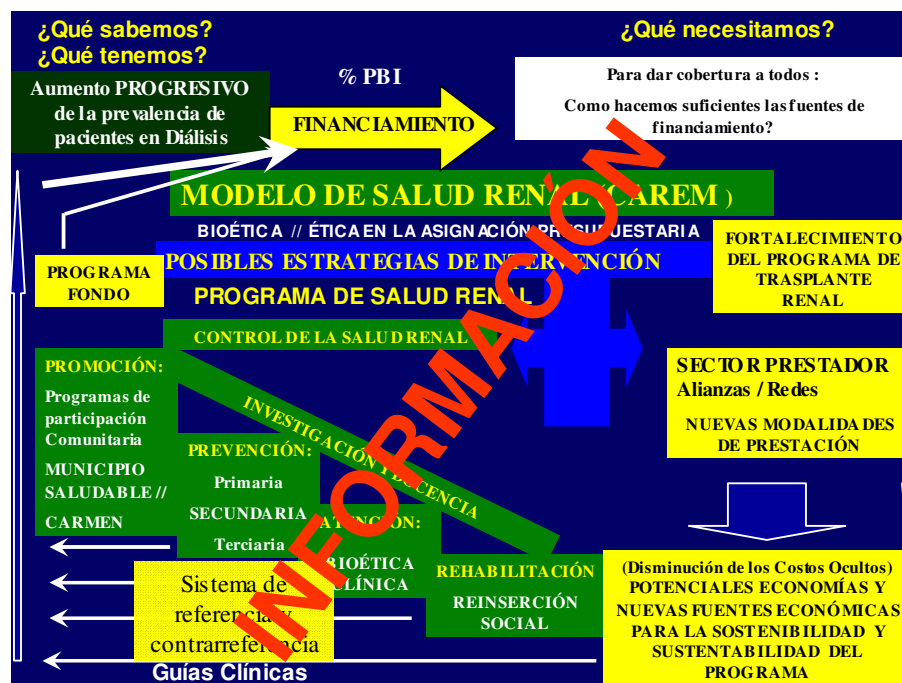 ¿Qué sabemos?
¿Qué tenemos?
¿Qué necesitamos?
Aumento PROGRESIVO
de la prevalencia de
pacientes en Diálisis
% PBI
FINANCIAMIENTO
Para dar cobertura a todos :
Como hacemos suficientes las fuentes de
financiamiento?
MODELO DE SALUD RENAL (CAREM )
BIOÉTICA // ÉTICA EN LA ASIGNACIÓN PRESUPUESTARIA
POSIBLES ESTRATEGIAS DE INTERVENCIÓN
PROGRAMA DE SALUD RENAL
PROGRAMA
FONDO
FORTALECIMIENTO
DEL PROGRAMA DE
TRASPLANTE
RENAL
CONTROL DE LA SALUD RENAL
INVESTIGACIÓN Y DOCENCIA
INFORMACIÓN
PROMOCIÓN:
Programas de
participación
Comunitaria
MUNICIPIO
SALUDABLE //
CARMEN
PREVENCIÓN:
Primaria
SECUNDARIA
Terciaria
ATENCIÓN:
BIOÉTICA
CLÍNICA
REHABILITACIÓN
REINSERCIÓN
SOCIAL
SECTOR PRESTADOR
Alianzas / Redes
NUEVAS MODALIDADES
DE PRESTACIÓN
(Disminución de los Costos Ocultos)
POTENCIALES ECONOMÍAS Y
NUEVAS FUENTES ECONÓMICAS
PARA LA SOSTENIBILIDAD Y
SUSTENTABILIDAD DEL
PROGRAMA
Sistema de
referencia y
contrarreferencia
Guías Clínicas